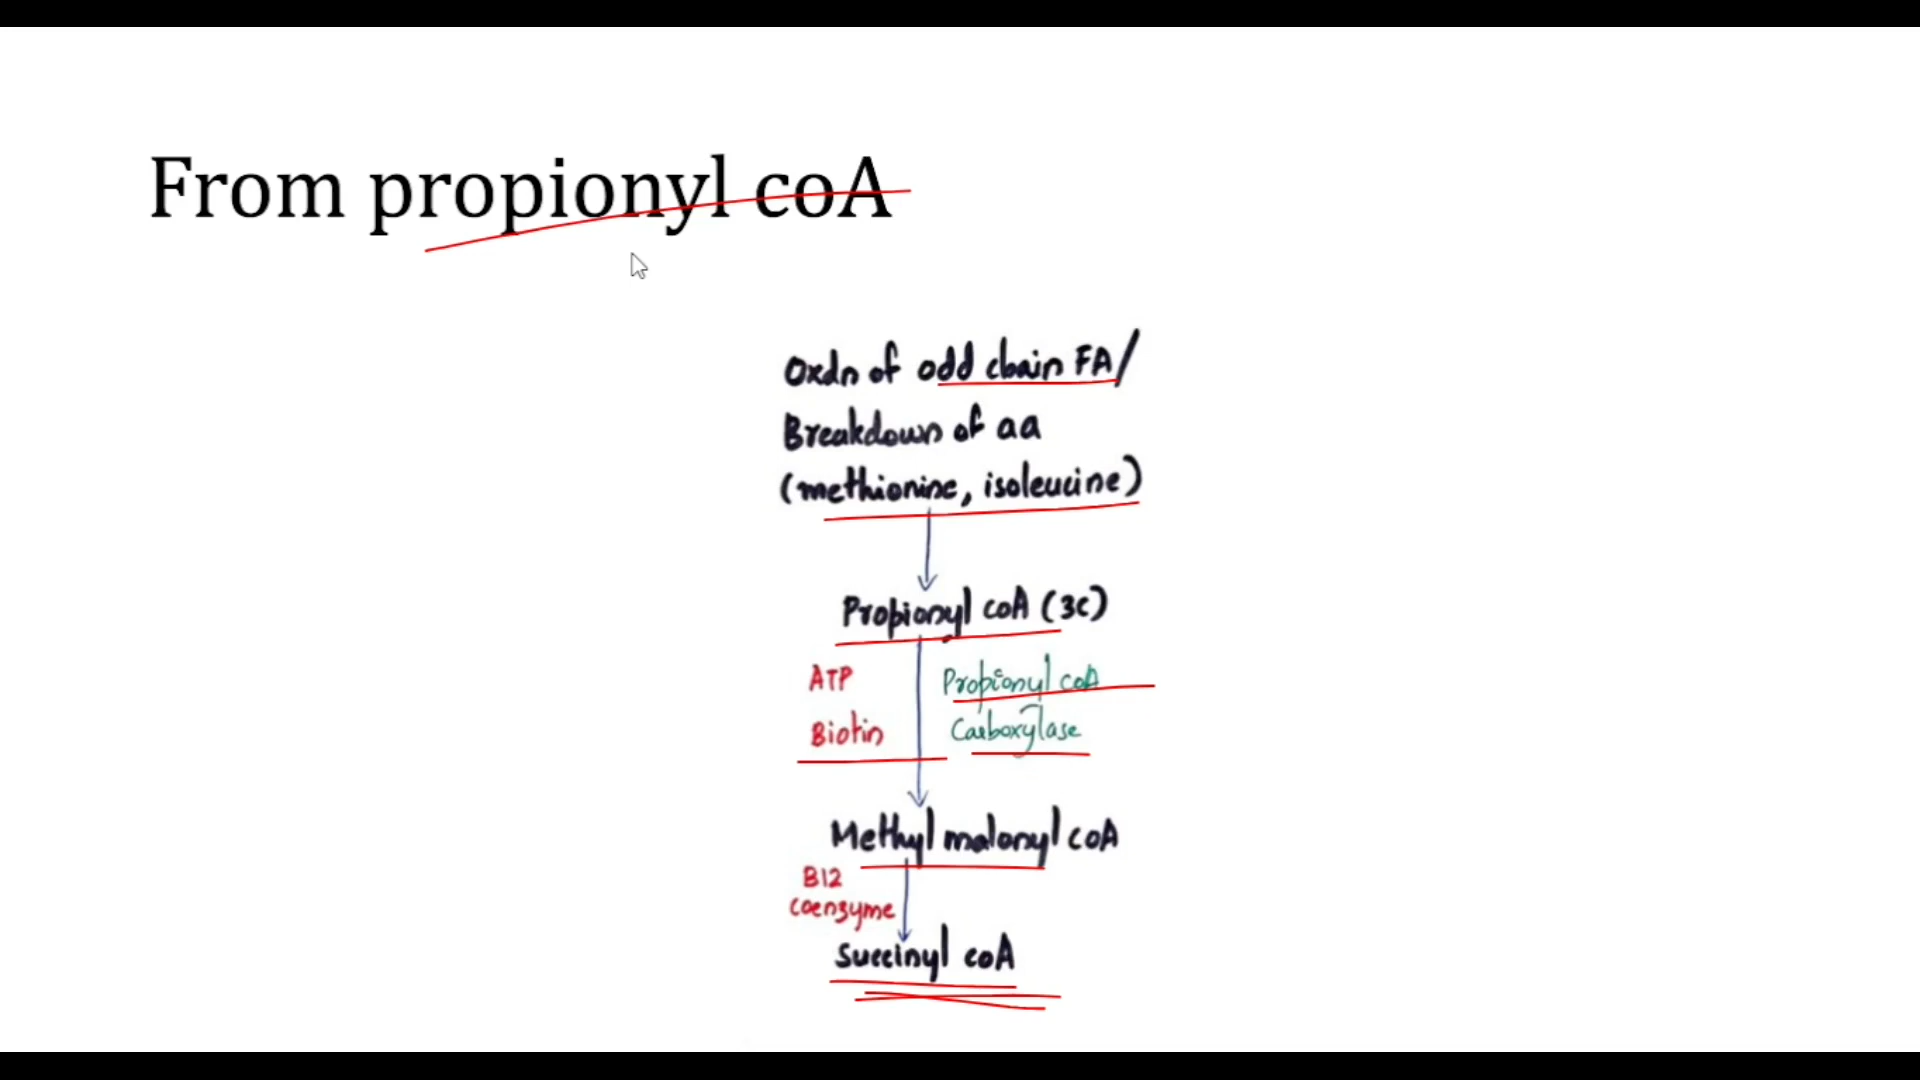 From propionyl coA
Oxdn of odd chain FA/
Breakdown of aa
(methionine, isoleucine)
Propionyl coA (3c)
ATP
Propionyl coA
Biotin
Carboxylase
Methyl malonyl coA
B12
coenzyme
Succinyl coA